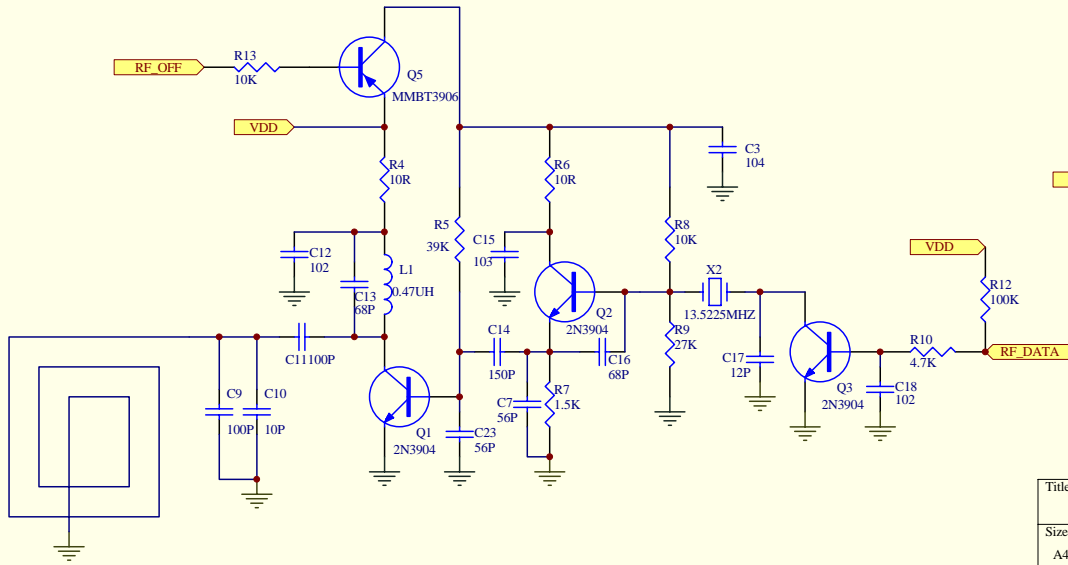 RF_OFF
R13
10K
Q5
MMBT3906
VDD
R4
10R
R6
10R
C3
104
R5
39K
C15
103
R8
10K
VDD
C12
102
L1
0.47UH
C13
68P
X2
13.5225MHZ
R12
100K
Q2
2N3904
C11100P
C14
150P
C16
68P
R9
27K
C17
12P
R10
4.7K
RF_DATA
C9
100P
C10
10P
Q1
2N3904
C7
56P
R7
1.5K
C23
56P
Q3
2N3904
C18
102
Title
Size
A4